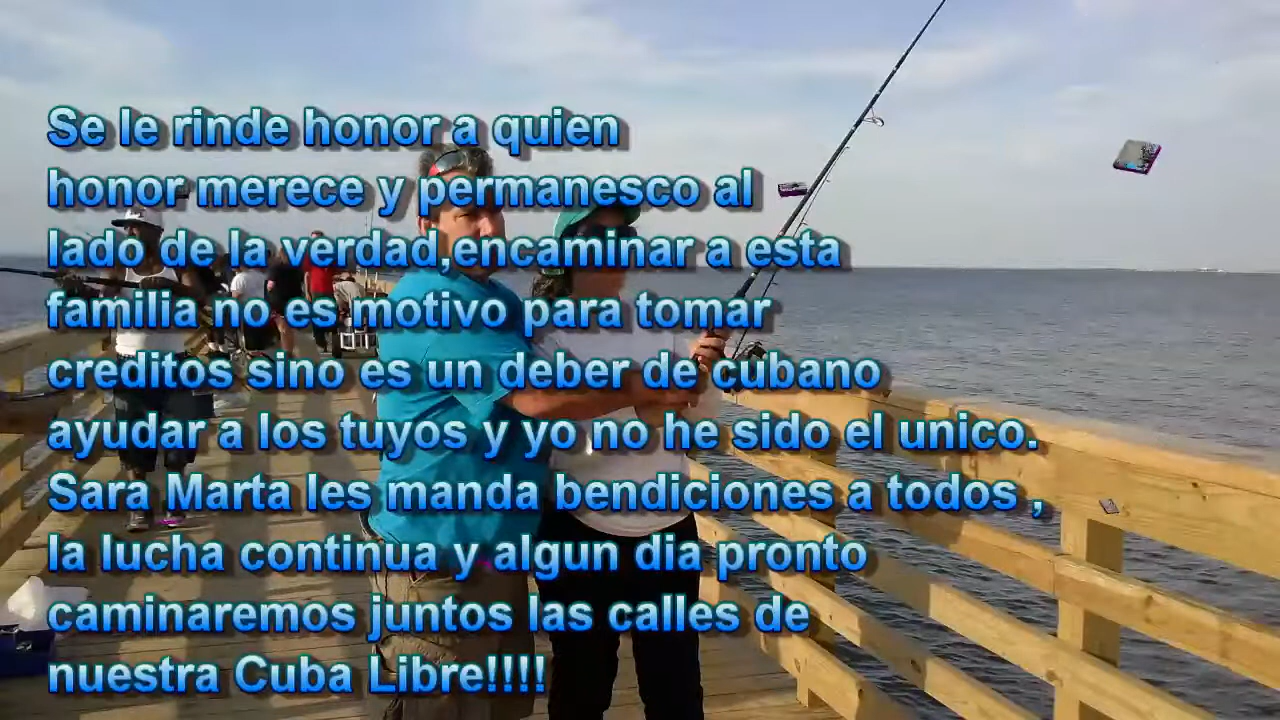 Se le rinde honor a quien
honor merece y permanesco al
lado de la verdad,encaminar a esta
familia no es motivo para tomar
creditos sino es un deber de cubano
ayudar a los tuyos y yo no he sido el unico.
Sara Marta les manda bendiciones a todos ,
la lucha continua y algun dia pronto
caminaremos juntos las calles de
nuestra Cuba Libre!!!!